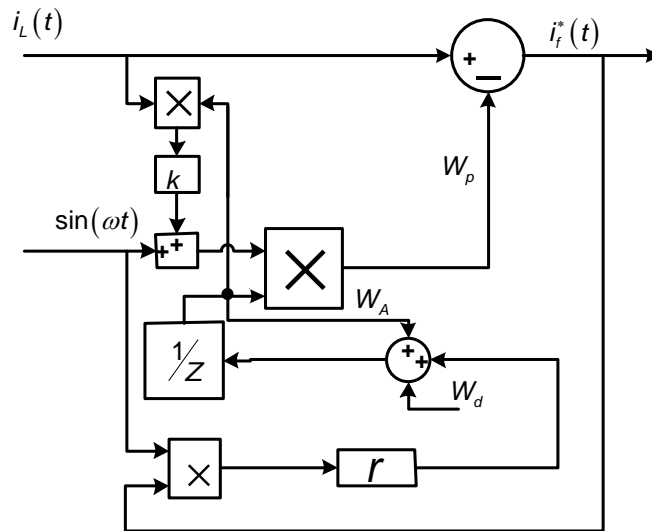 i_L(t)
i_f^*(t)
+
−
×
k
W_p
sin(ωt)
+
+
×
W_A
1/Z
+
+
+
W_d
×
r